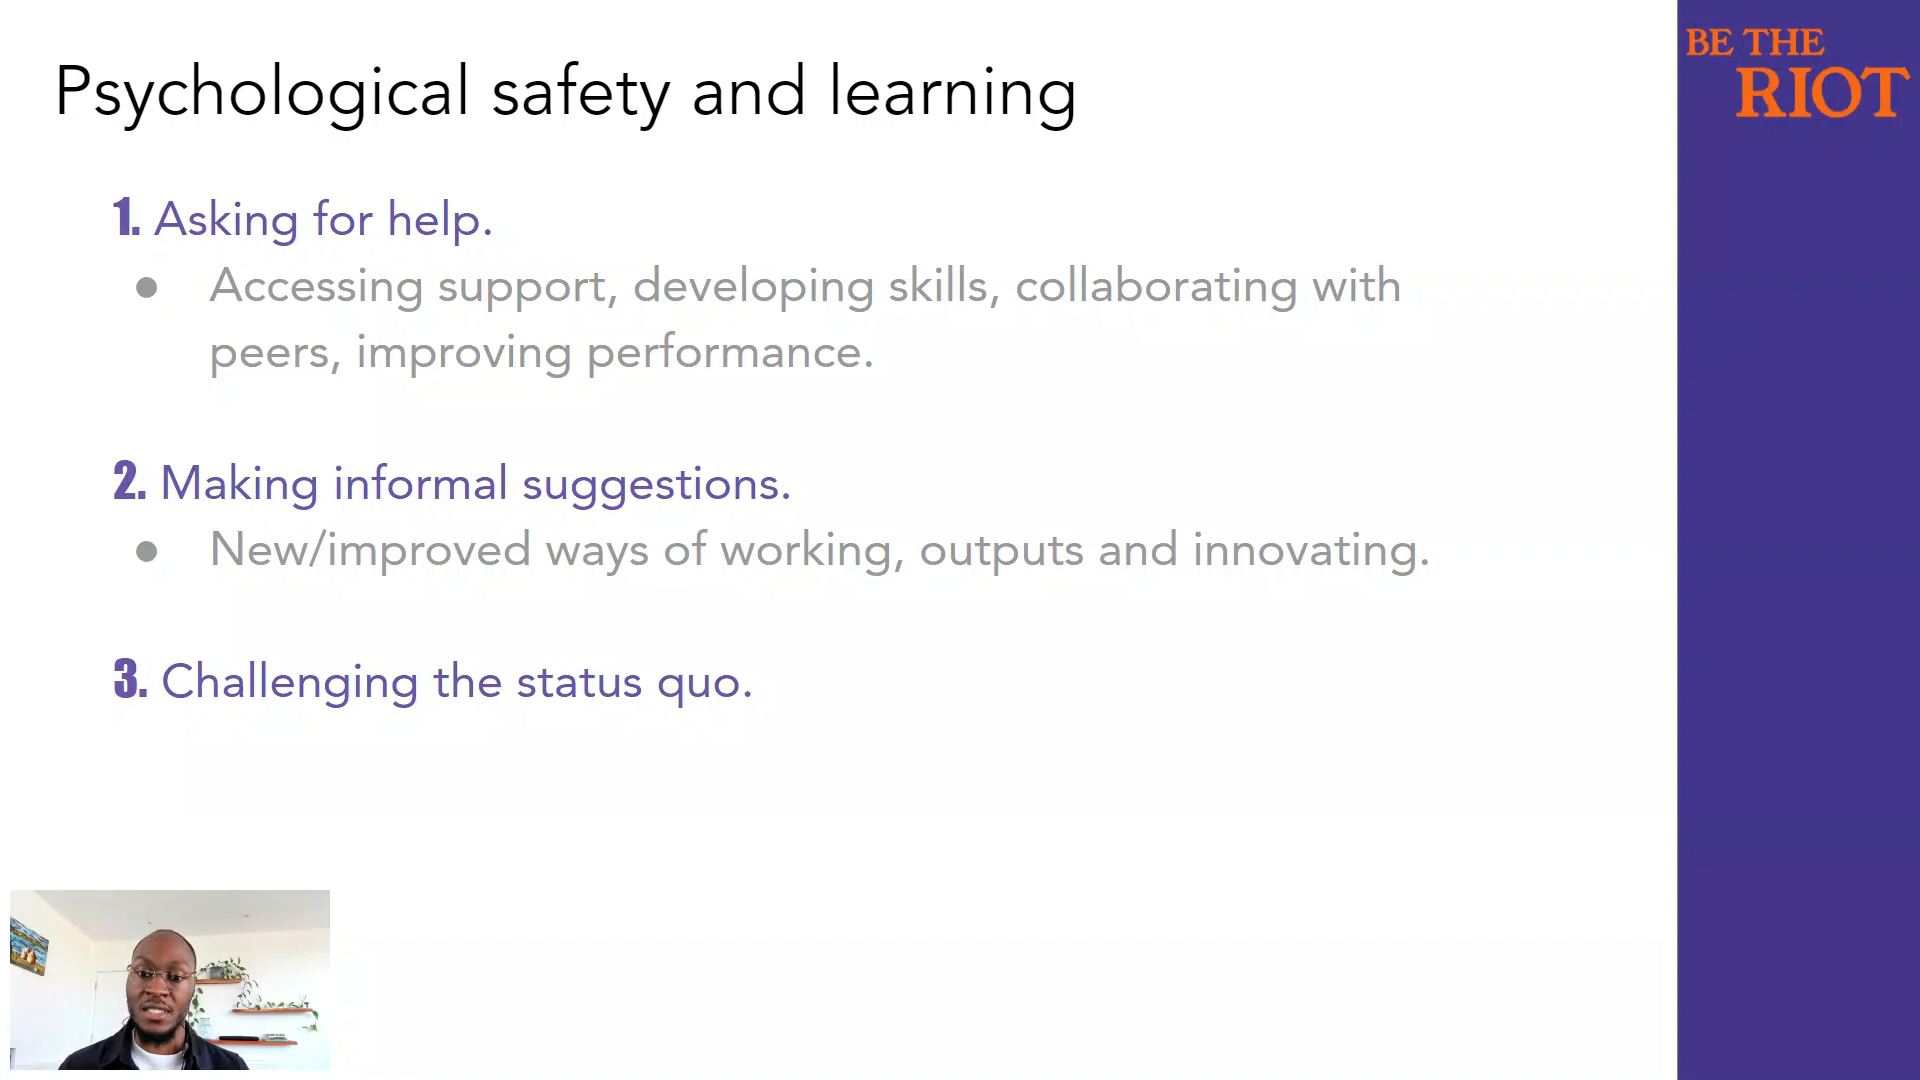 Psychological safety and learning
BE THE
RIOT
1. Asking for help.
● Accessing support, developing skills, collaborating with
peers, improving performance.
2. Making informal suggestions.
● New/improved ways of working, outputs and innovating.
3. Challenging the status quo.